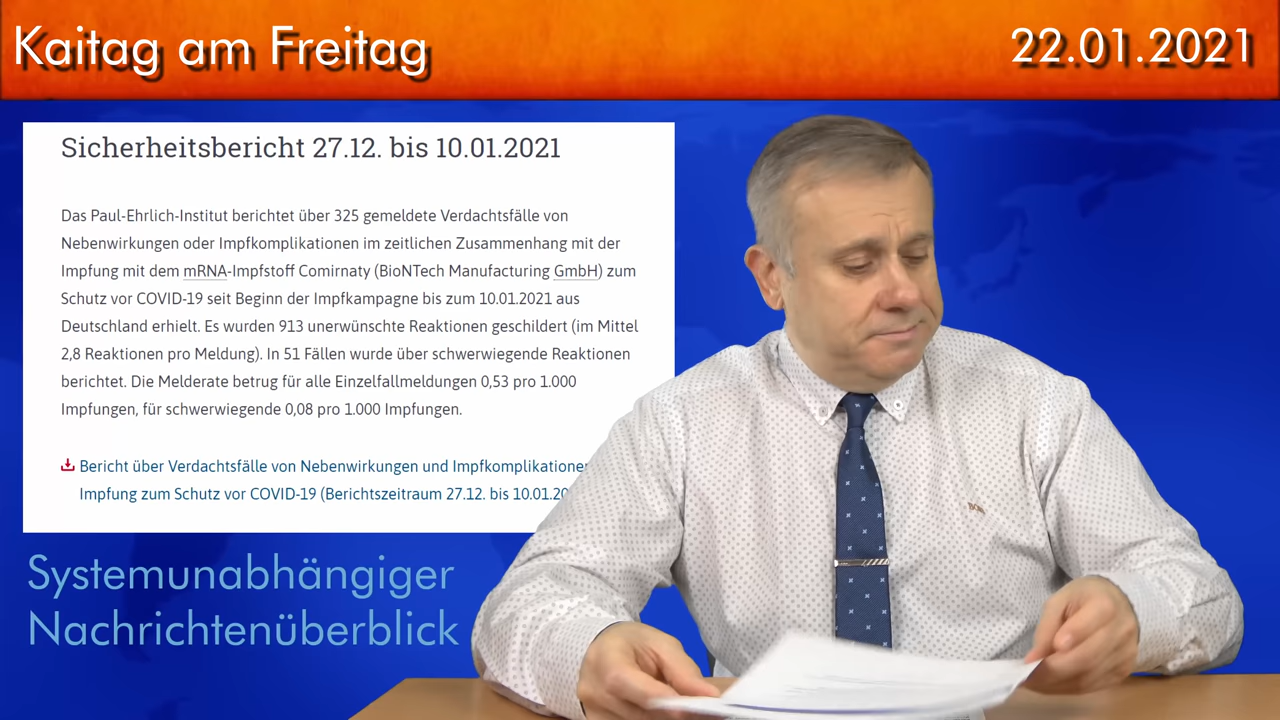 Kaitag am Freitag
22.01.2021
Sicherheitsbericht 27.12. bis 10.01.2021
Das Paul-Ehrlich-Institut berichtet über 325 gemeldete Verdachtsfälle von
Nebenwirkungen oder Impfkomplikationen im zeitlichen Zusammenhang mit der
Impfung mit dem mRNA-Impfstoff Comirnaty (BioNTech Manufacturing GmbH) zum
Schutz vor COVID-19 seit Beginn der Impfkampagne bis zum 10.01.2021 aus
Deutschland erhielt. Es wurden 913 unerwünschte Reaktionen geschildert (im Mittel
2,8 Reaktionen pro Meldung). In 51 Fällen wurde über schwerwiegende Reaktionen
berichtet. Die Melderate betrug für alle Einzelfallmeldungen 0,53 pro 1.000
Impfungen, für schwerwiegende 0,08 pro 1.000 Impfungen.
Bericht über Verdachtsfälle von Nebenwirkungen und Impfkomplikatione
Impfung zum Schutz vor COVID-19 (Berichtszeitraum 27.12. bis 10.01.20
Systemunabhängiger
Nachrichtenüberblick